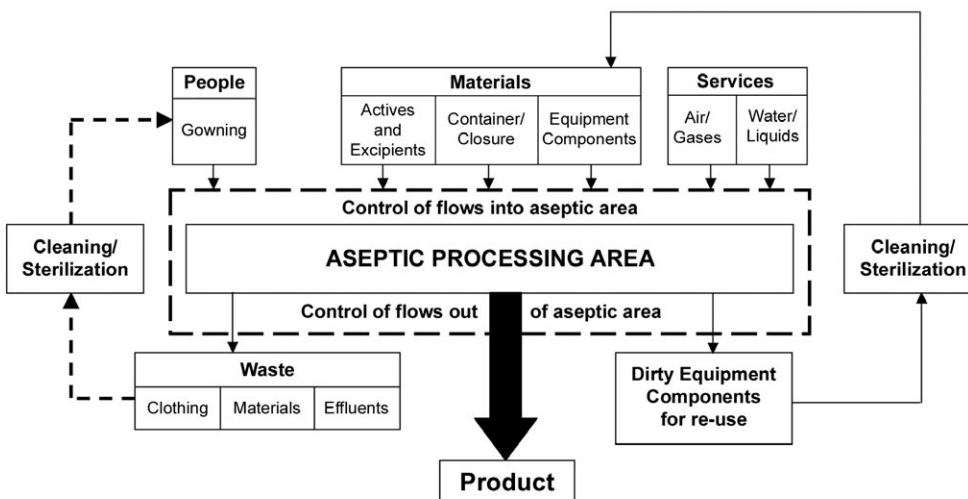 People
Gowning
Materials
Actives
and
Excipients
Container/
Closure
Equipment
Components
Services
Air/
Gases
Water/
Liquids
Control of flows into aseptic area
Cleaning/
Sterilization
ASEPTIC PROCESSING AREA
Cleaning/
Sterilization
Control of flows out of aseptic area
Waste
Clothing
Materials
Effluents
Dirty Equipment
Components
for re-use
Product